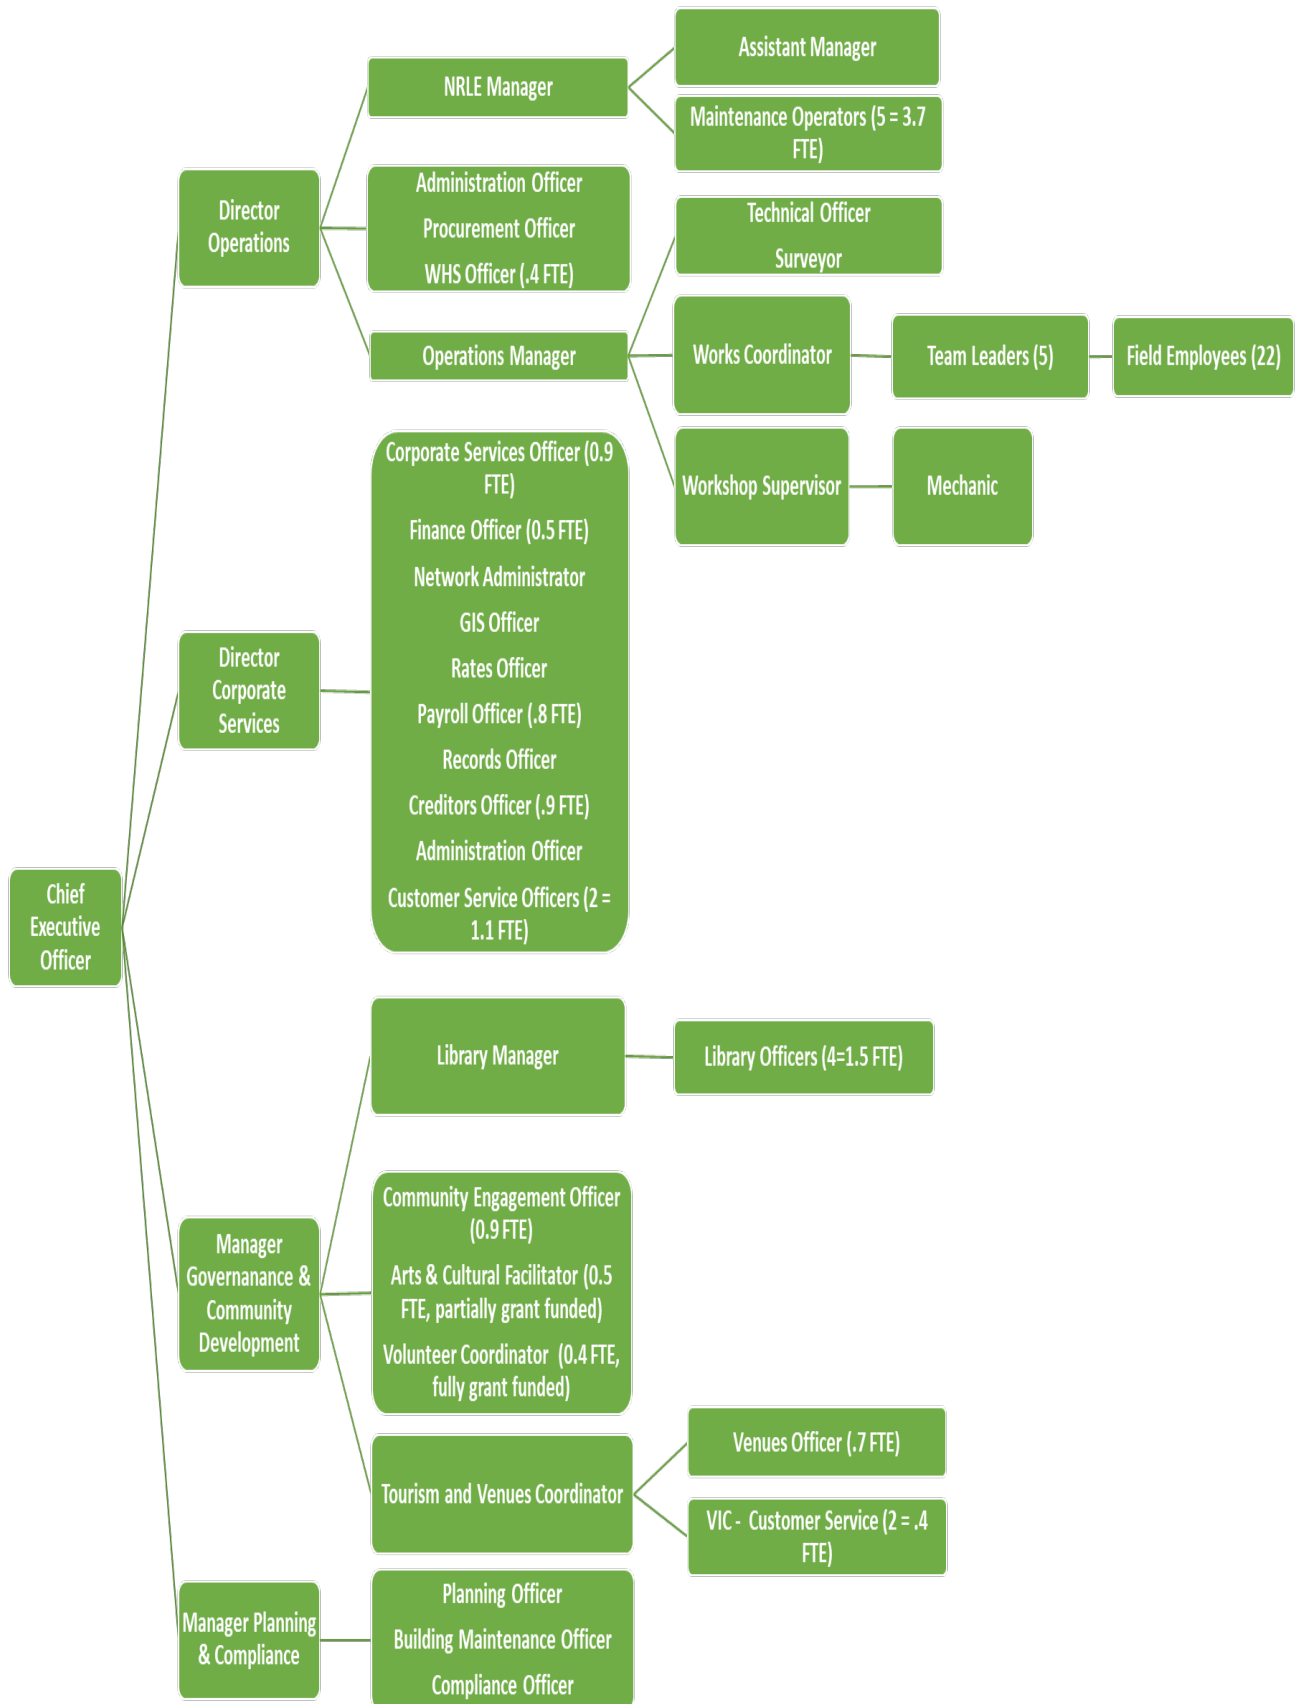 Chief
Executive
Officer
Director
Operations
NRLE Manager
Assistant Manager
Maintenance Operators (5 = 3.7
FTE)
Administration Officer
Procurement Officer
WHS Officer (.4 FTE)
Operations Manager
Technical Officer
Surveyor
Works Coordinator
Team Leaders (5)
Field Employees (22)
Workshop Supervisor
Mechanic
Director
Corporate
Services
Corporate Services Officer (0.9
FTE)
Finance Officer (0.5 FTE)
Network Administrator
GIS Officer
Rates Officer
Payroll Officer (.8 FTE)
Records Officer
Creditors Officer (.9 FTE)
Administration Officer
Customer Service Officers (2 =
1.1 FTE)
Manager
Governanance &
Community
Development
Library Manager
Library Officers (4=1.5 FTE)
Community Engagement Officer
(0.9 FTE)
Arts & Cultural Facilitator (0.5
FTE, partially grant funded)
Volunteer Coordinator  (0.4 FTE,
fully grant funded)
Tourism and Venues Coordinator
Venues Officer (.7 FTE)
VIC -  Customer Service (2 = .4
FTE)
Manager Planning
& Compliance
Planning Officer
Building Maintenance Officer
Compliance Officer